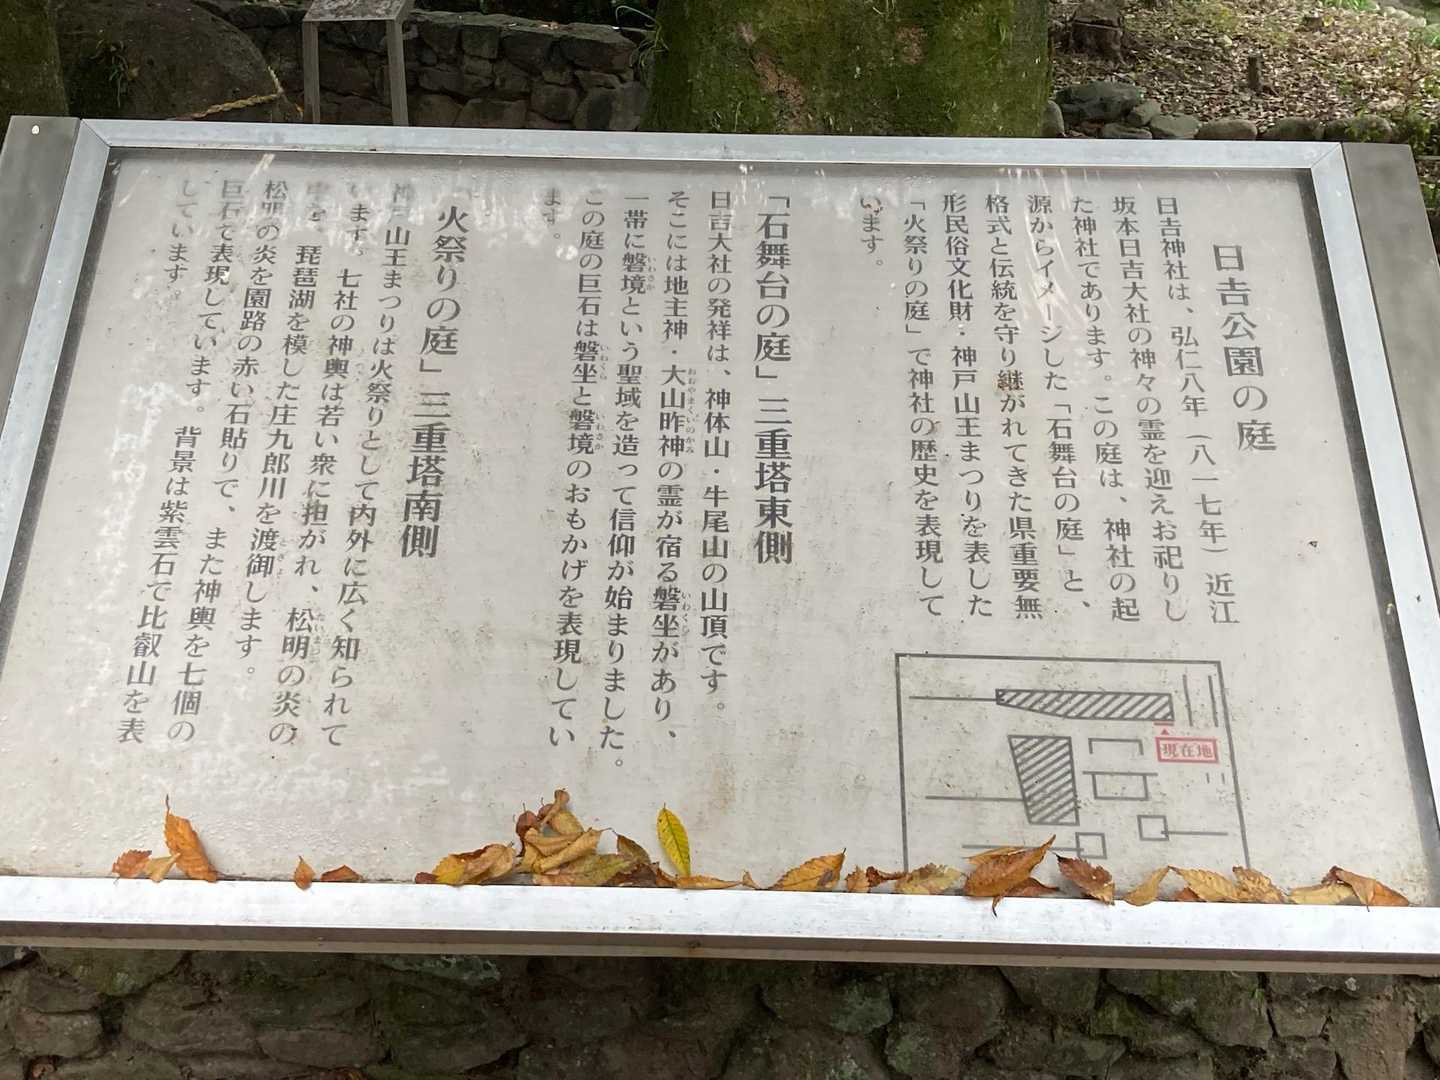 日吉公園の庭
日吉神社は、弘仁八年（八一七年）近江
坂本日吉大社の神々の霊を迎えお祀りし
た神社であります。この庭は、神社の起
源からイメージした「石舞台の庭」と、
格式と伝統を守り継がれてきた県重要無
形民俗文化財・神戸山王まつりを表した
「火祭りの庭」で神社の歴史を表現して
います。
「石舞台の庭」三重塔東側
日吉大社の発祥は、神体山・牛尾山の山頂です。
そこには地主神・大山昨神の霊が宿る磐坐があり、
一帯に磐境という聖域を造って信仰が始まりました。
この庭の巨石は磐坐と磐境のおもかげを表現してい
ます。
「火祭りの庭」三重塔南側
神戸山王まつりは火祭りとして内外に広く知られて
います。七社の神輿は若い衆に担がれ、松明の炎の
中を、琵琶湖を模した庄九郎川を渡御します。
松明の炎を園路の赤い石貼りで、また神輿を七個の
巨石で表現しています。背景は紫雲石で比叡山を表
しています。
現在地